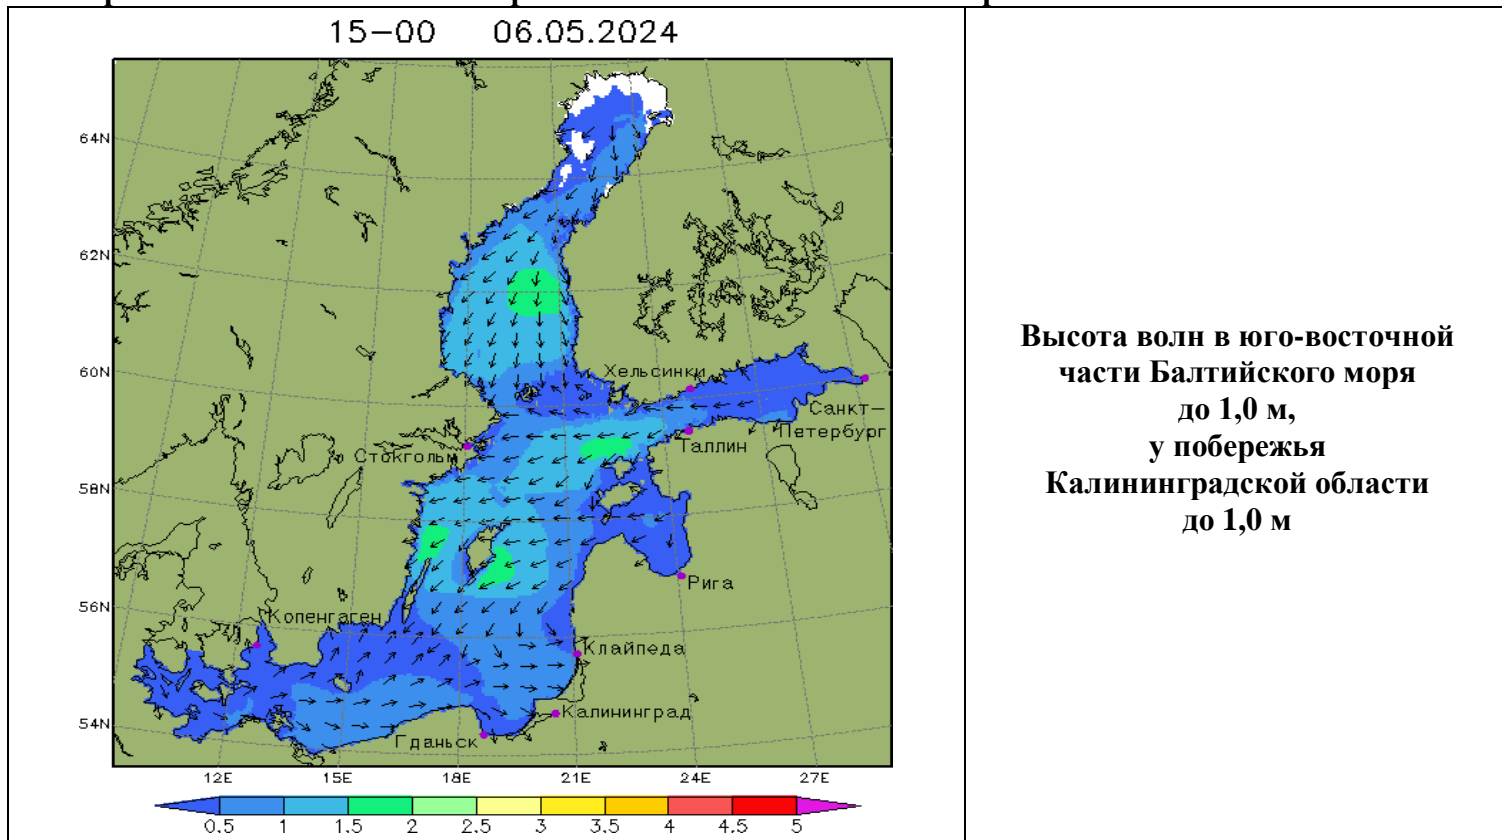 15-00 06.05.2024
64N
62N
60N
58N
56N
54N
Хельсинки
Санкт-
Петербург
Таллин
Стокгольм
Рига
Копенгаген
Клайпеда
Калининград
Гданьск
12E 15E 18E 21E 24E 27E
0.5 1 1.5 2 2.5 3 3.5 4 4.5 5
Высота волн в юго-восточной
части Балтийского моря
до 1,0 м,
у побережья
Калининградской области
до 1,0 м